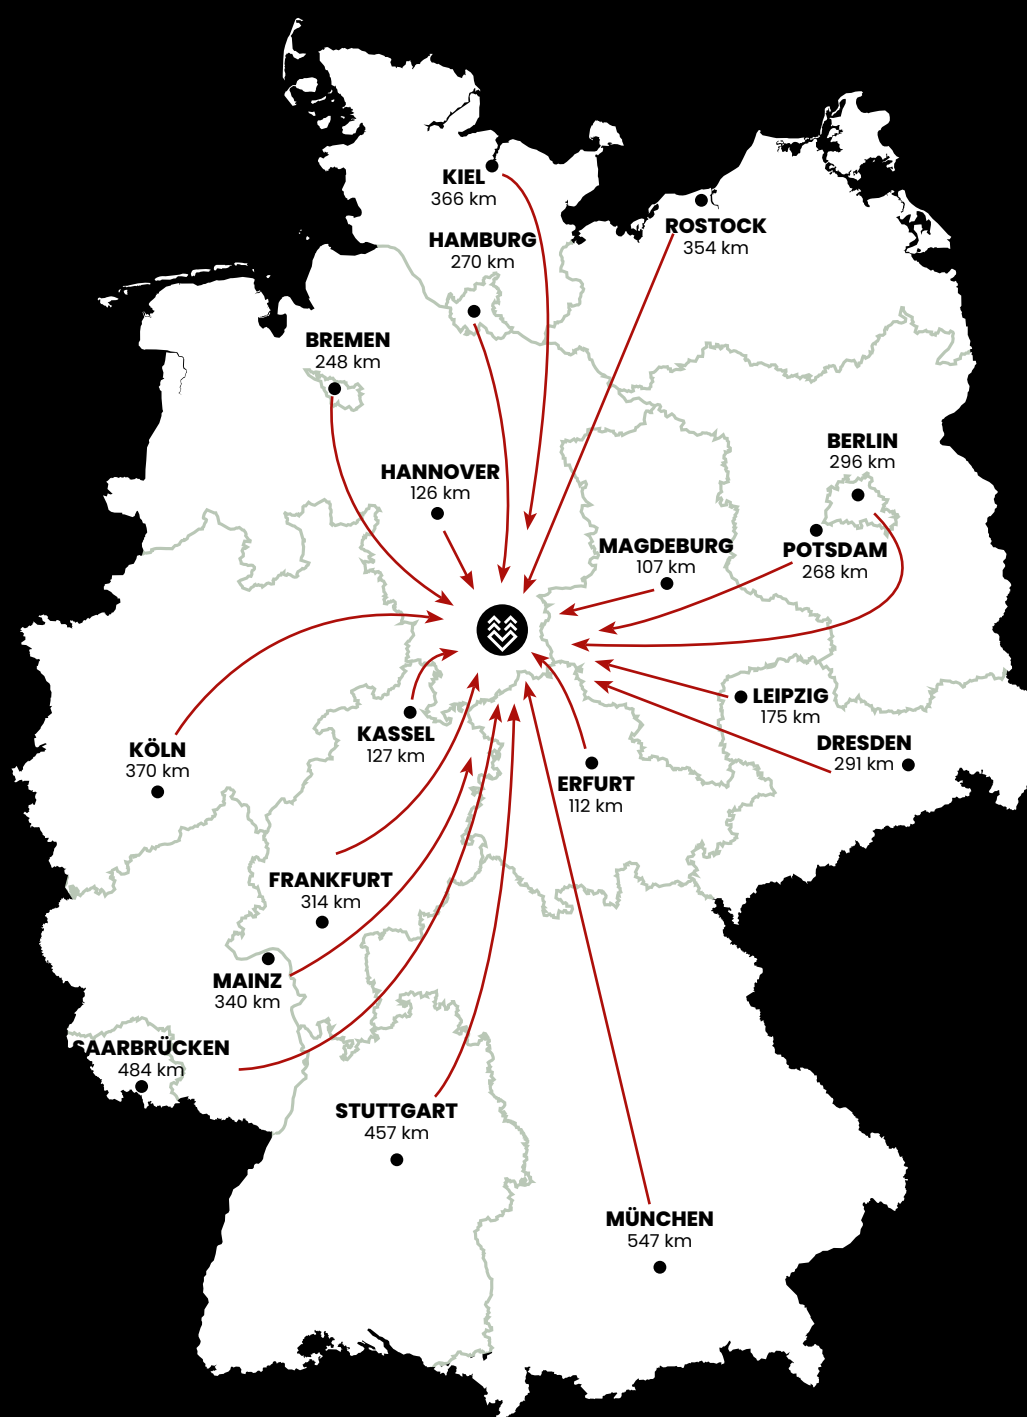 KIEL
366 km
ROSTOCK
354 km
HAMBURG
270 km
BREMEN
248 km
BERLIN
296 km
HANNOVER
126 km
MAGDEBURG
107 km
POTSDAM
268 km
LEIPZIG
175 km
KASSEL
127 km
KÖLN
370 km
DRESDEN
291 km
ERFURT
112 km
FRANKFURT
314 km
MAINZ
340 km
SAARBRÜCKEN
484 km
STUTTGART
457 km
MÜNCHEN
547 km